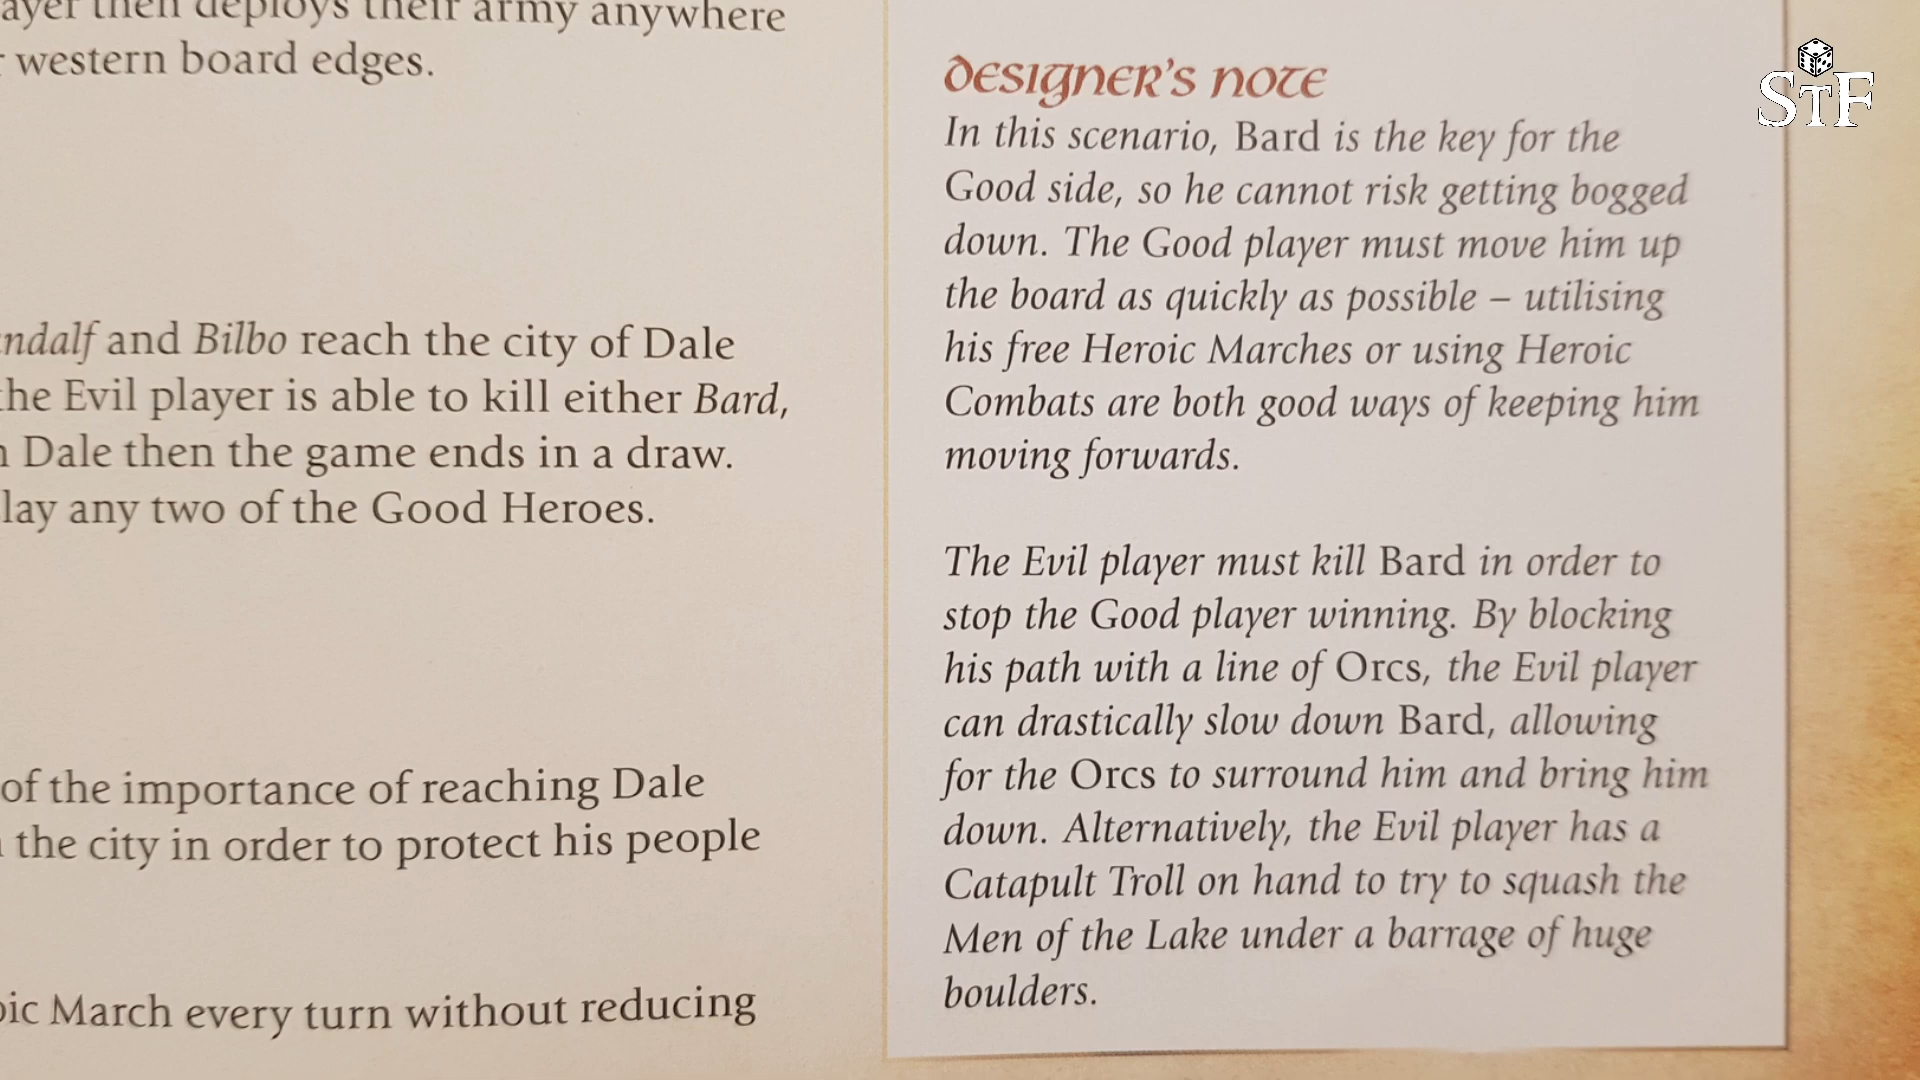 then deploys their army anywhere
western board edges.
and Bilbo reach the city of Dale
the Evil player is able to kill either Bard,
Dale then the game ends in a draw.
any two of the Good Heroes.
of the importance of reaching Dale
the city in order to protect his people
March every turn without reducing
DESIGNER'S NOTE
In this scenario, Bard is the key for the
Good side, so he cannot risk getting bogged
down. The Good player must move him up
the board as quickly as possible – utilising
his free Heroic Marches or using Heroic
Combats are both good ways of keeping him
moving forwards.
The Evil player must kill Bard in order to
stop the Good player winning. By blocking
his path with a line of Orcs, the Evil player
can drastically slow down Bard, allowing
for the Orcs to surround him and bring him
down. Alternatively, the Evil player has a
Catapult Troll on hand to try to squash the
Men of the Lake under a barrage of huge
boulders.
STF